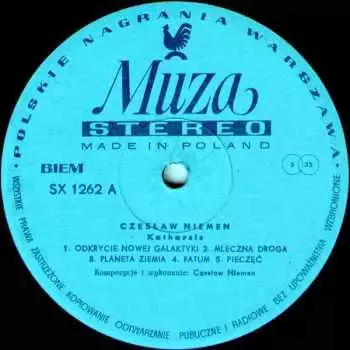 • POLSKIE NAGRANIA WARSZAWA •
Muza
STEREO
MADE IN POLAND
BIEM
SX 1262 A
S 33
CZESŁAW NIEMEN
Katharsis
1. ODKRYCIE NOWEJ GALAKTYKI 2. MLECZNA DROGA
3. PLANETA ZIEMIA 4. FATUM 5. PIECZĘĆ
Kompozycje i wykonanie: Czesław Niemen
WSZELKIE PRAWA ZASTRZEŻONE KOPIOWANIE ODTWARZANIE PUBLICZNE I RADIOWE BEZ UPOWAŻNIENIA WZBRONIONE